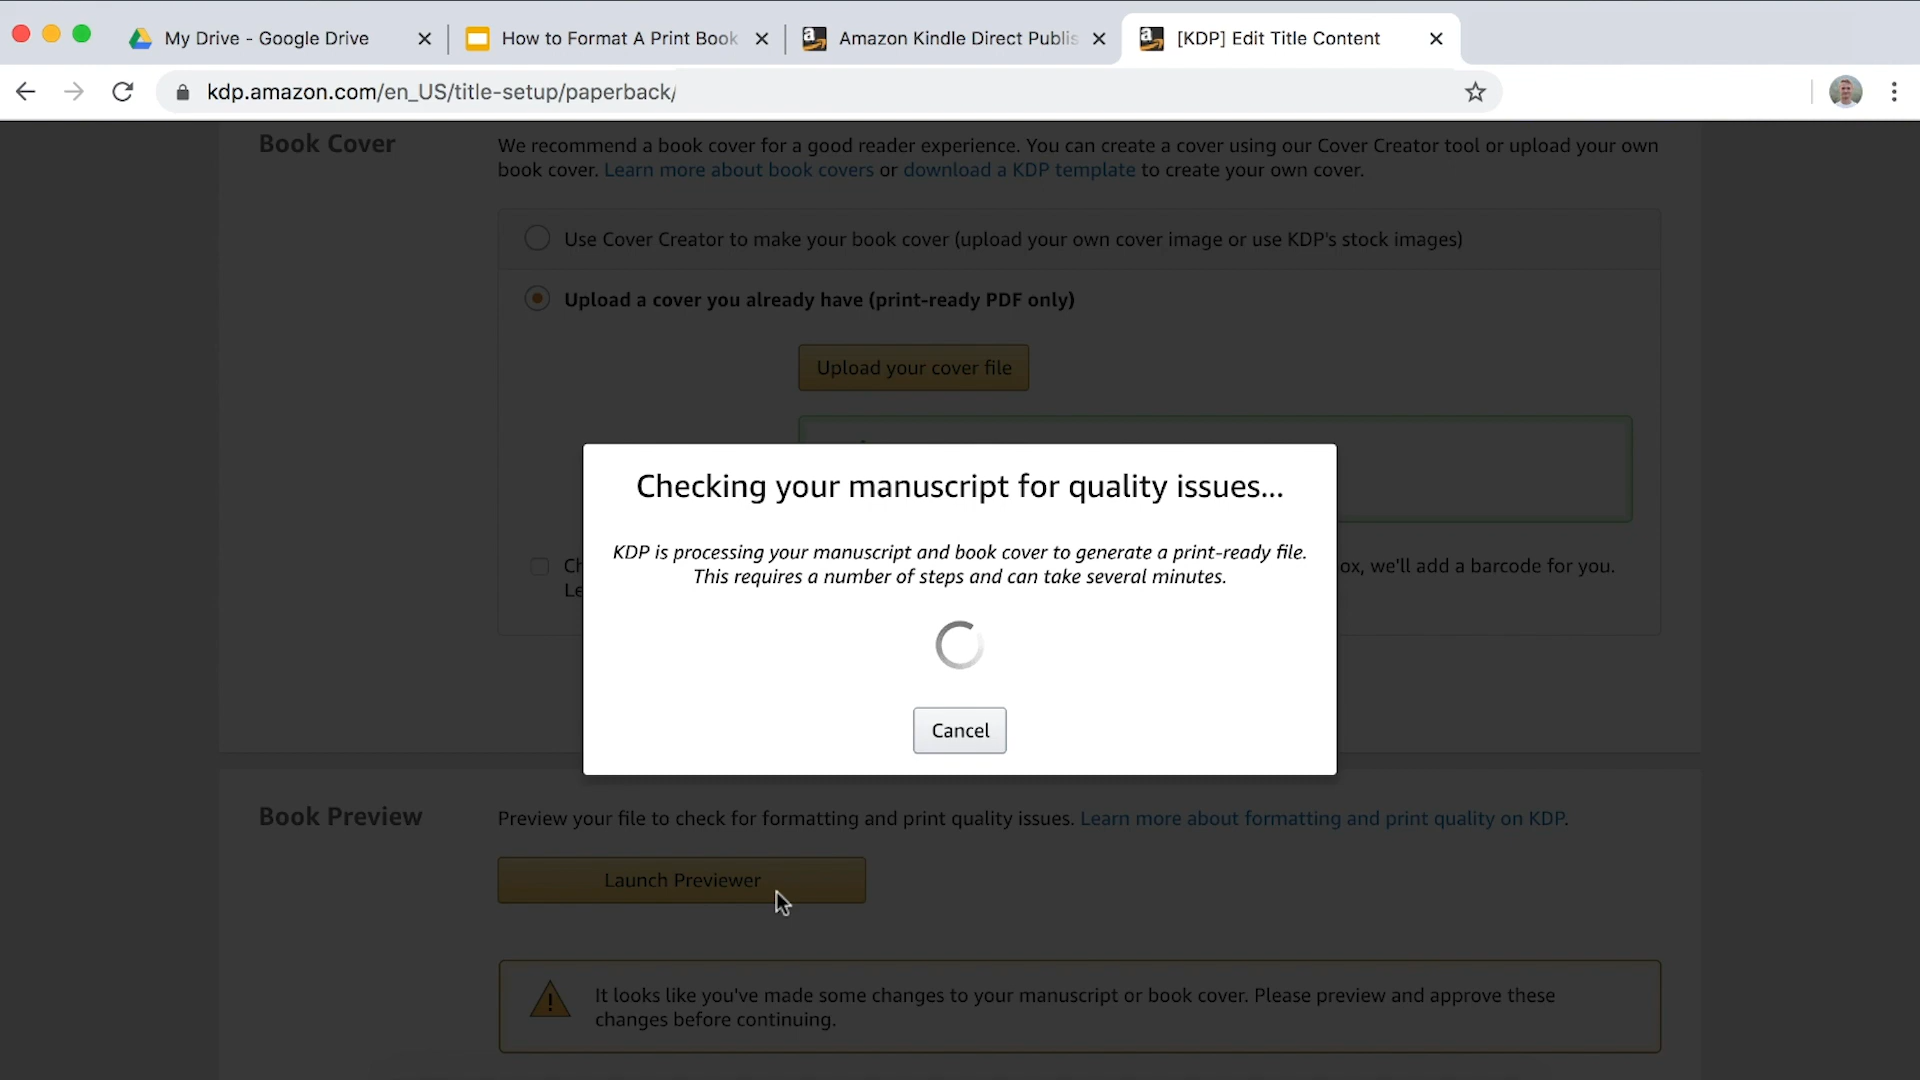 My Drive - Google Drive
How to Format A Print Book
Amazon Kindle Direct Publis
[KDP] Edit Title Content
kdp.amazon.com/en_US/title-setup/paperback/
Book Cover
We recommend a book cover for a good reader experience. You can create a cover using our Cover Creator tool or upload your own
book cover. Learn more about book covers or download a KDP template to create your own cover.
Use Cover Creator to make your book cover (upload your own cover image or use KDP's stock images)
Upload a cover you already have (print-ready PDF only)
Upload your cover file
Checking your manuscript for quality issues...
KDP is processing your manuscript and book cover to generate a print-ready file.
This requires a number of steps and can take several minutes.
we'll add a barcode for you.
Cancel
Book Preview
Preview your file to check for formatting and print quality issues. Learn more about formatting and print quality on KDP.
Launch Previewer
It looks like you've made some changes to your manuscript or book cover. Please preview and approve these
changes before continuing.